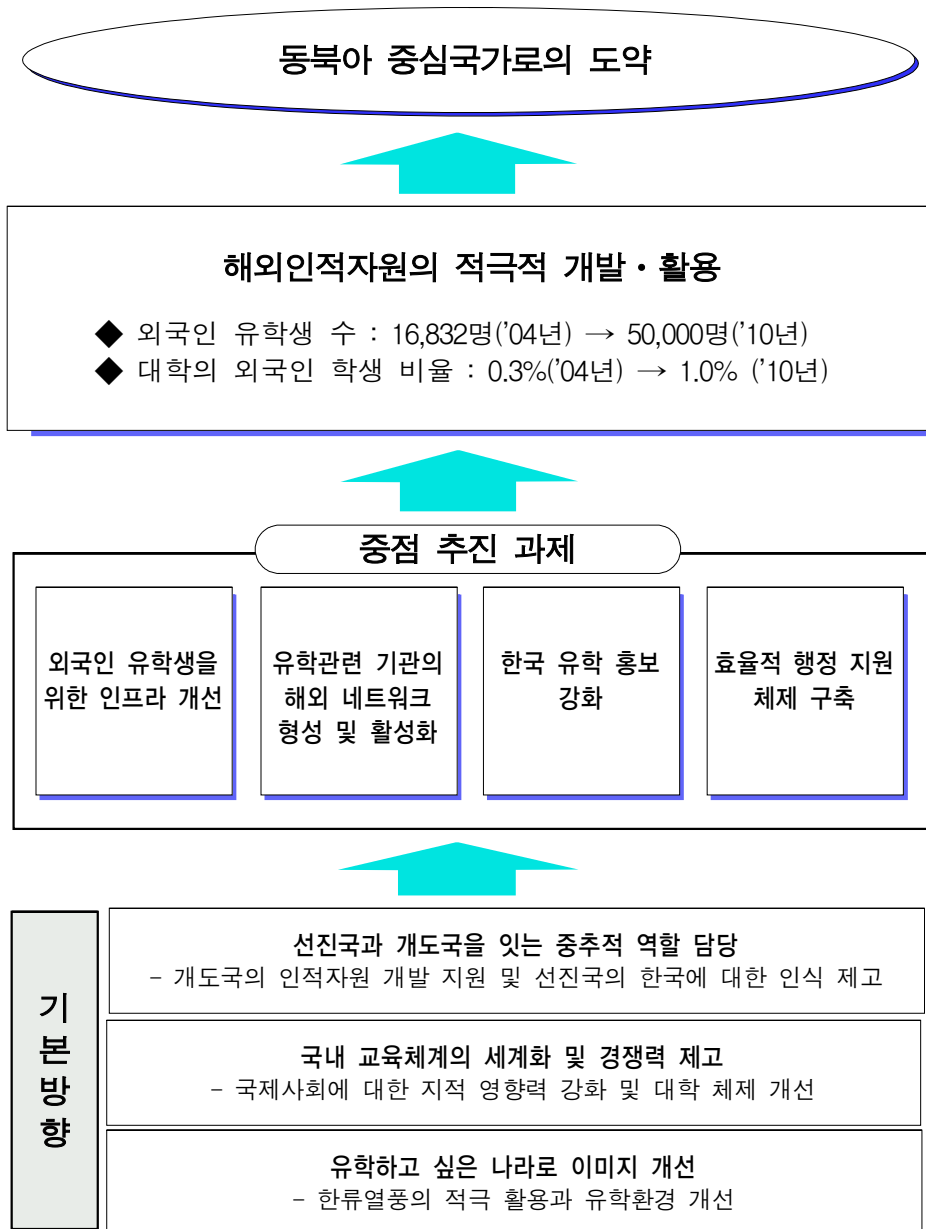 동북아 중심국가로의 도약
해외인적자원의 적극적 개발・활용
◆ 외국인 유학생 수 : 16,832명('04년) → 50,000명('10년)
◆ 대학의 외국인 학생 비율 : 0.3%('04년) → 1.0% ('10년)
중점 추진 과제
외국인 유학생을
위한 인프라 개선
유학관련 기관의
해외 네트워크
형성 및 활성화
한국 유학 홍보
강화
효율적 행정 지원
체제 구축
기
본
방
향
선진국과 개도국을 잇는 중추적 역할 담당
- 개도국의 인적자원 개발 지원 및 선진국의 한국에 대한 인식 제고
국내 교육체계의 세계화 및 경쟁력 제고
- 국제사회에 대한 지적 영향력 강화 및 대학 체제 개선
유학하고 싶은 나라로 이미지 개선
- 한류열풍의 적극 활용과 유학환경 개선